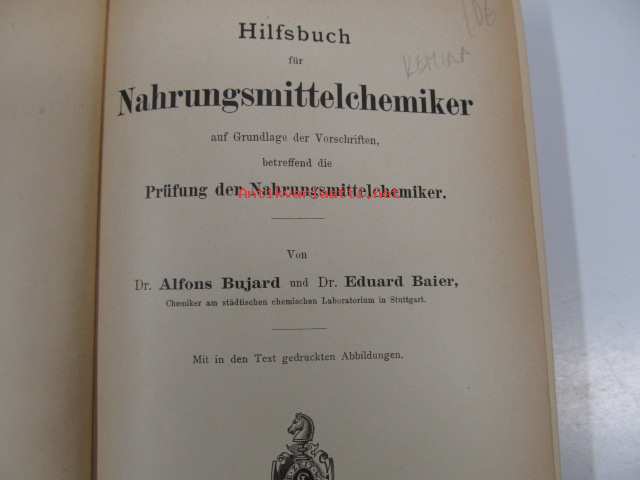 106
Hilfsbuch
für
Nahrungsmittelchemiker
auf Grundlage der Vorschriften,
betreffend die
Prüfung der Nahrungsmittelchemiker.
Von
Dr. Alfons Bujard und Dr. Eduard Baier,
Chemiker am städtischen chemischen Laboratorium in Stuttgart.
Mit in den Text gedruckten Abbildungen.